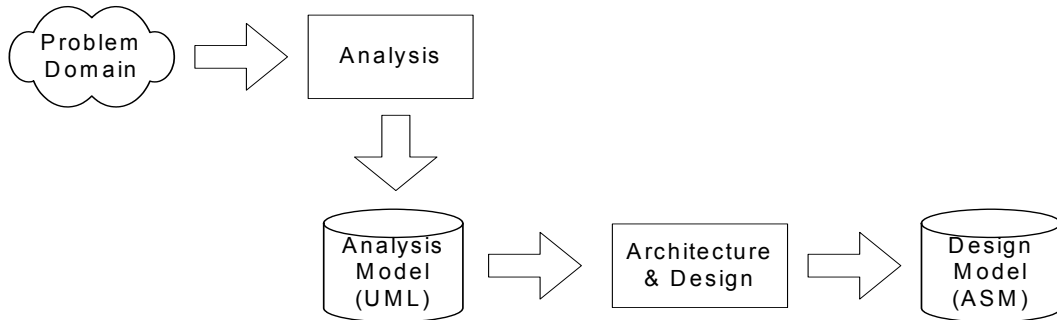 Problem
Domain
Analysis
Analysis
Model
(UML)
Architecture
& Design
Design
Model
(ASM)